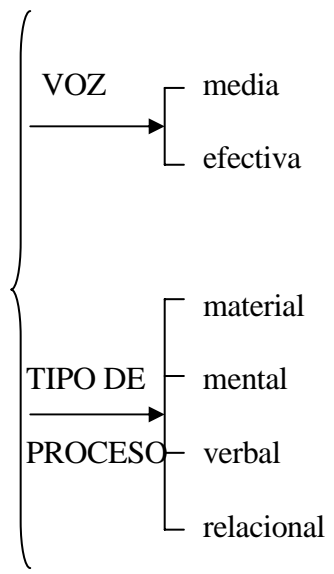 VOZ
media
efectiva
material
TIPO DE
mental
PROCESO
verbal
relacional